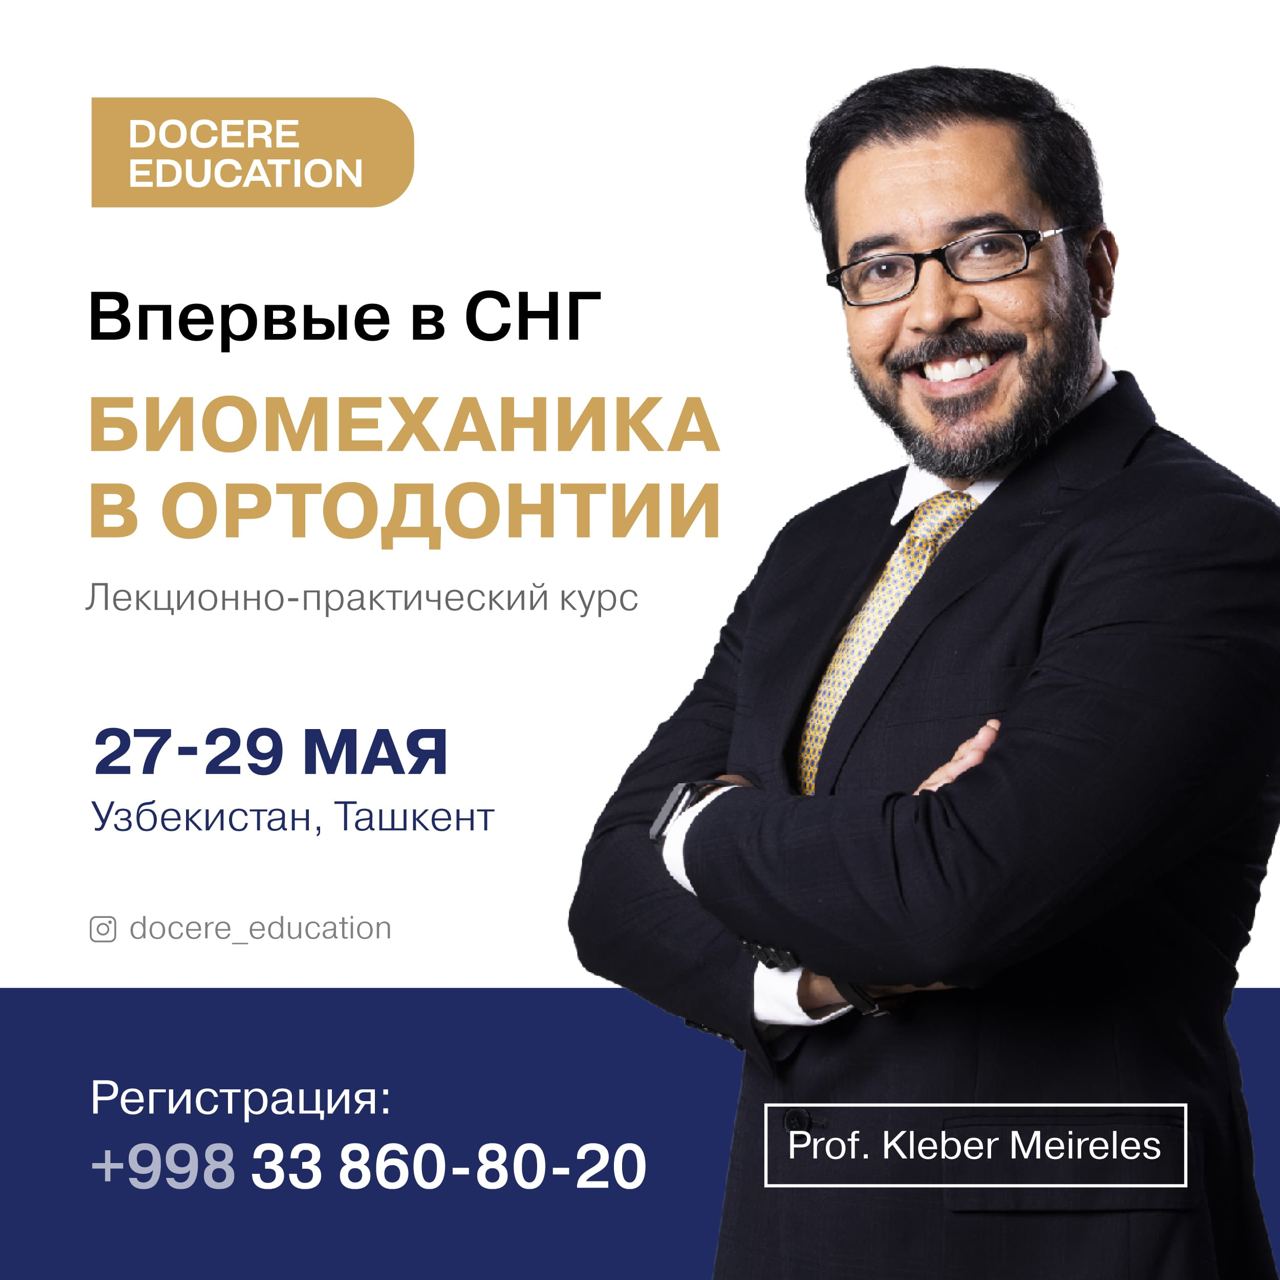 DOCERE
EDUCATION
Впервые в СНГ
БИОМЕХАНИКА
В ОРТОДОНТИИ
Лекционно-практический курс
27-29 МАЯ
Узбекистан, Ташкент
docere_education
Регистрация:
+998 33 860-80-20
Prof. Kleber Meireles